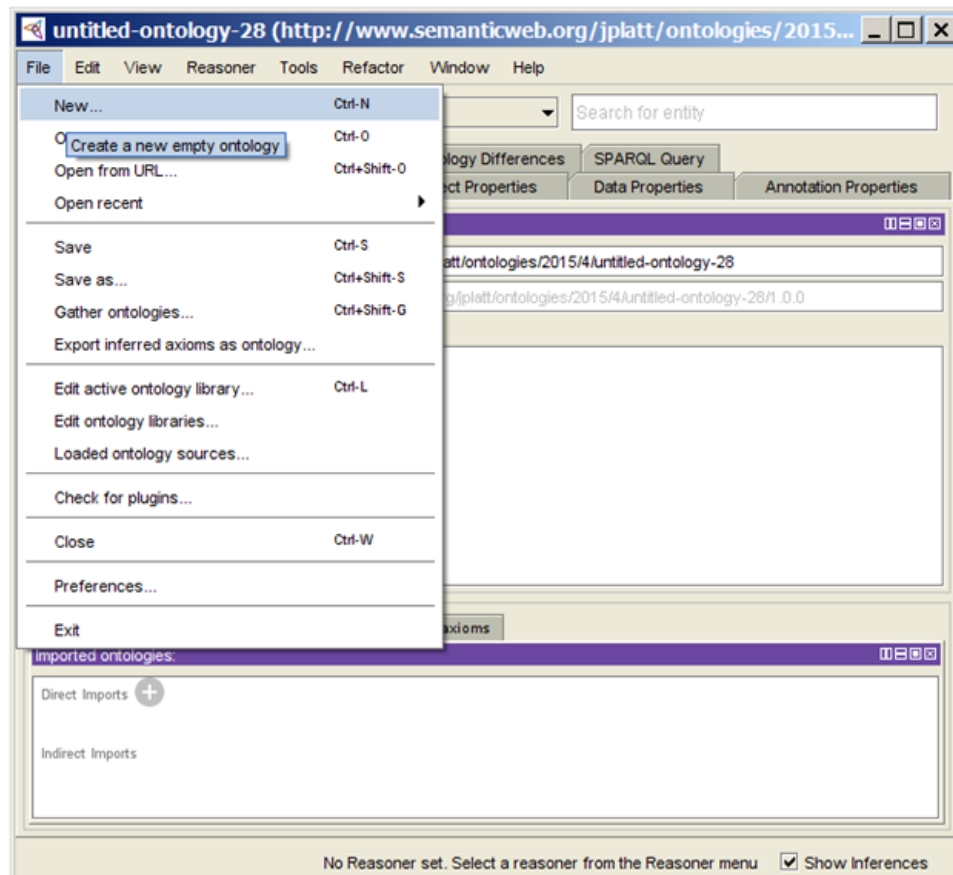 untitled-ontology-28 (http://www.semanticweb.org/jplatt/ontologies/2015...
File Edit View Reasoner Tools Refactor Window Help
New... Ctrl-N
Search for entity
O Ctrl-O
Create a new empty ontology
ology Differences SPARQL Query
Open from URL... Ctrl+Shift-O
ect Properties Data Properties Annotation Properties
Open recent
Save Ctrl-S
att/ontologies/2015/4/untitled-ontology-28
Save as... Ctrl+Shift-S
rg/jplatt/ontologies/2015/4/untitled-ontology-28/1.0.0
Gather ontologies... Ctrl+Shift-G
Export inferred axioms as ontology...
Edit active ontology library... Ctrl-L
Edit ontology libraries...
Loaded ontology sources...
Check for plugins...
Close Ctrl-W
Preferences...
Exit
axioms
Imported ontologies:
Direct Imports
Indirect Imports
No Reasoner set. Select a reasoner from the Reasoner menu Show Inferences